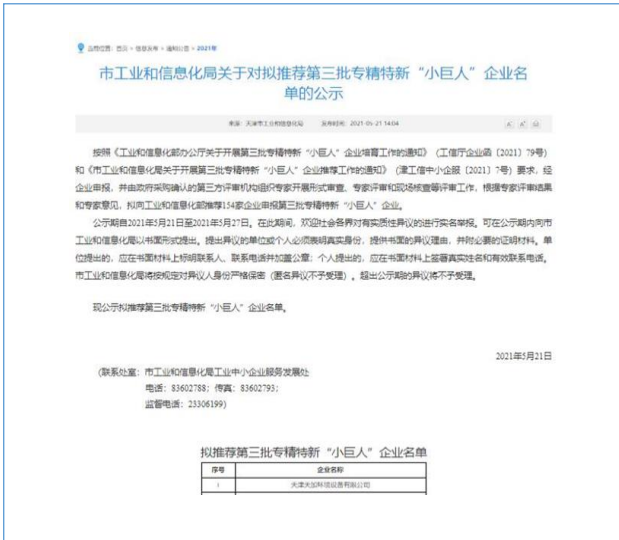 当前位置：首页 > 信息发布 > 通知公告 > 2021年
市工业和信息化局关于对拟推荐第三批专精特新“小巨人”企业名
单的公示
来源：天津市工业和信息化局 发布时间：2021-05-21 14:04
按照《工业和信息化部办公厅关于开展第三批专精特新“小巨人”企业培育工作的通知》（工信厅企业函〔2021〕79号）
和《市工业和信息化局关于开展第三批专精特新“小巨人”企业推荐工作的通知》（津工信中小企服〔2021〕7号）要求，经
企业申报，并由政府采购确认的第三方评审机构组织专家开展形式审查、专家评审和现场核查等评审工作，根据专家评审结果
和专家意见，拟向工业和信息化部推荐154家企业申报第三批专精特新“小巨人”企业。
公示期自2021年5月21日至2021年5月27日。在此期间，欢迎社会各界对有实质性异议的进行实名举报。可在公示期内向市
工业和信息化局以书面形式提出。提出异议的单位或个人必须表明真实身份，提供书面的异议理由，并附必要的证明材料。单
位提出的，应在书面材料上标明联系人、联系电话并加盖公章；个人提出的，应在书面材料上签署真实姓名和有效联系电话。
市工业和信息化局将按规定对异议人身份严格保密（匿名异议不予受理）。超出公示期的异议将不予受理。
现公示拟推荐第三批专精特新“小巨人”企业名单。
2021年5月21日
（联系处室：市工业和信息化局工业中小企业服务发展处
电话：83602788；传真：83602793；
监督电话：23306199）
拟推荐第三批专精特新“小巨人”企业名单
序号 企业名称
1 天津天加环境设备有限公司